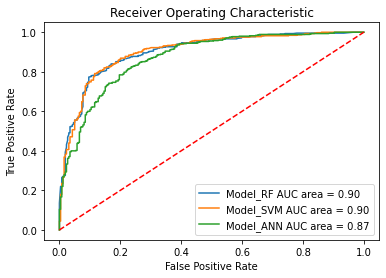 Receiver Operating Characteristic
True Positive Rate
1.0
0.8
0.6
0.4
0.2
0.0
Model_RF AUC area = 0.90
Model_SVM AUC area = 0.90
Model_ANN AUC area = 0.87
0.0 0.2 0.4 0.6 0.8 1.0
False Positive Rate